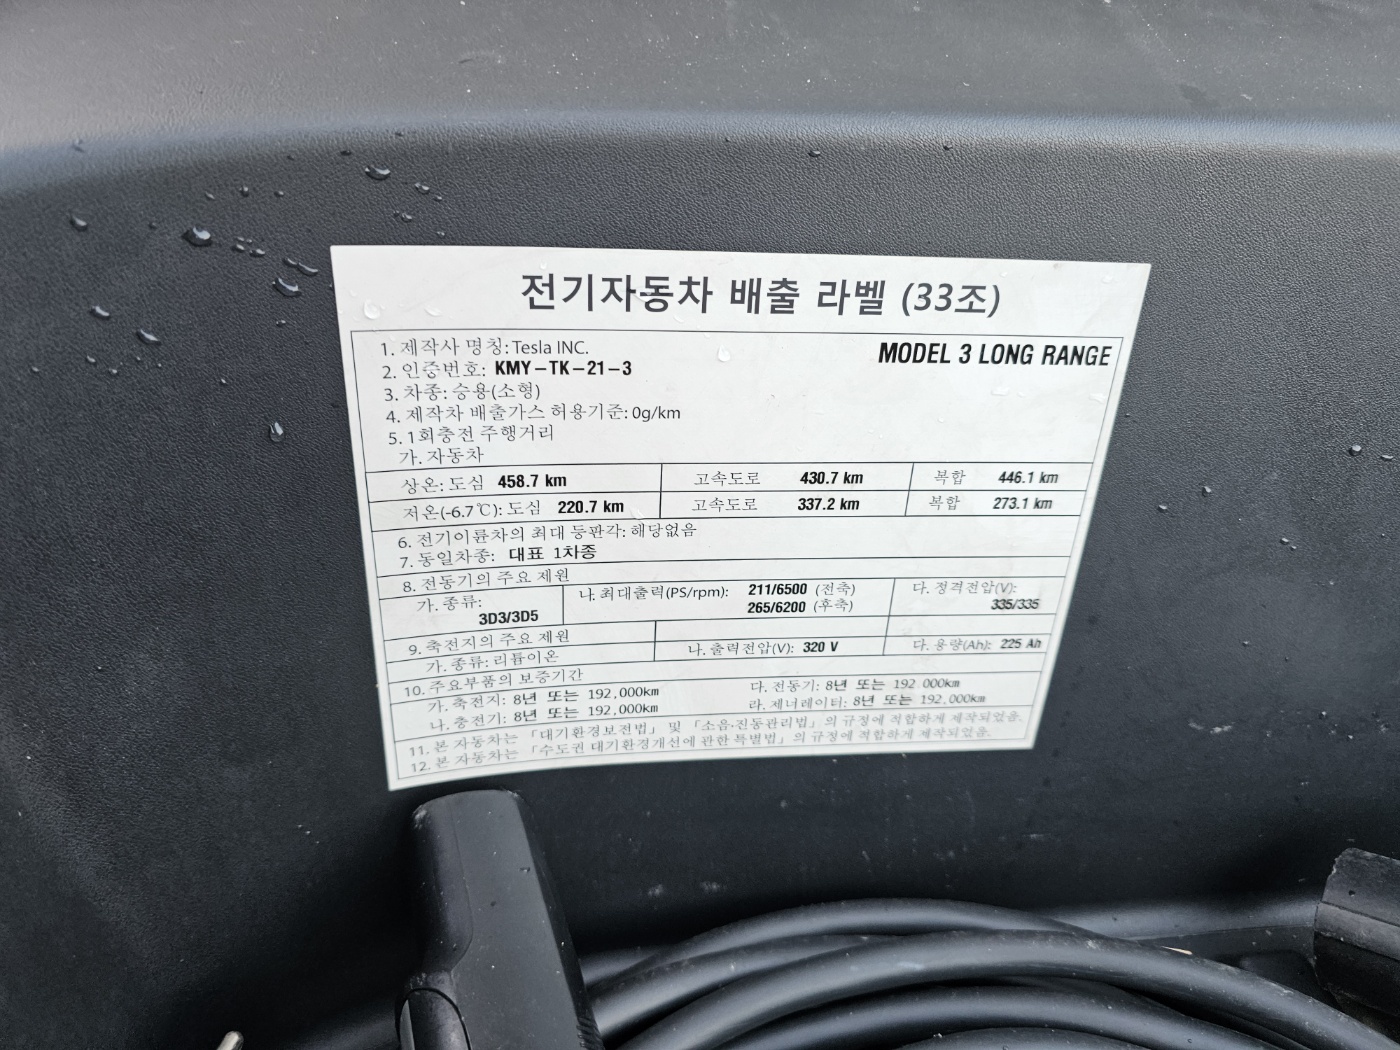 전기자동차 배출 라벨 (33조)
1. 제작사 명칭: Tesla INC.
MODEL 3 LONG RANGE
2. 인증번호: KMY-TK-21-3
3. 차종: 승용(소형)
4. 제작차 배출가스 허용기준: 0g/km
5. 1회충전 주행거리
가. 자동차
상온: 도심 458.7 km 고속도로 430.7 km 복합 446.1 km
저온(-6.7℃): 도심 220.7 km 고속도로 337.2 km 복합 273.1 km
6. 전기이륜차의 최대 등판각: 해당없음
7. 동일차종: 대표 1차종
8. 전동기의 주요 제원
가. 종류: 나. 최대출력(PS/rpm): 211/6500 (전축) 다. 정격전압(V):
3D3/3D5 265/6200 (후축) 335/335
9. 축전지의 주요 제원
가. 종류: 리튬이온 나. 출력전압(V): 320 V 다. 용량(Ah): 225 Ah
10. 주요부품의 보증기간
가. 축전지: 8년 또는 192,000km 다. 전동기: 8년 또는 192,000km
나. 충전기: 8년 또는 192,000km 라. 제너레이터: 8년 또는 192,000km
11. 본 자동차는 「대기환경보전법」 및 「소음·진동관리법」의 규정에 적합하게 제작되었음.
12. 본 자동차는 「수도권 대기환경개선에 관한 특별법」의 규정에 적합하게 제작되었음.